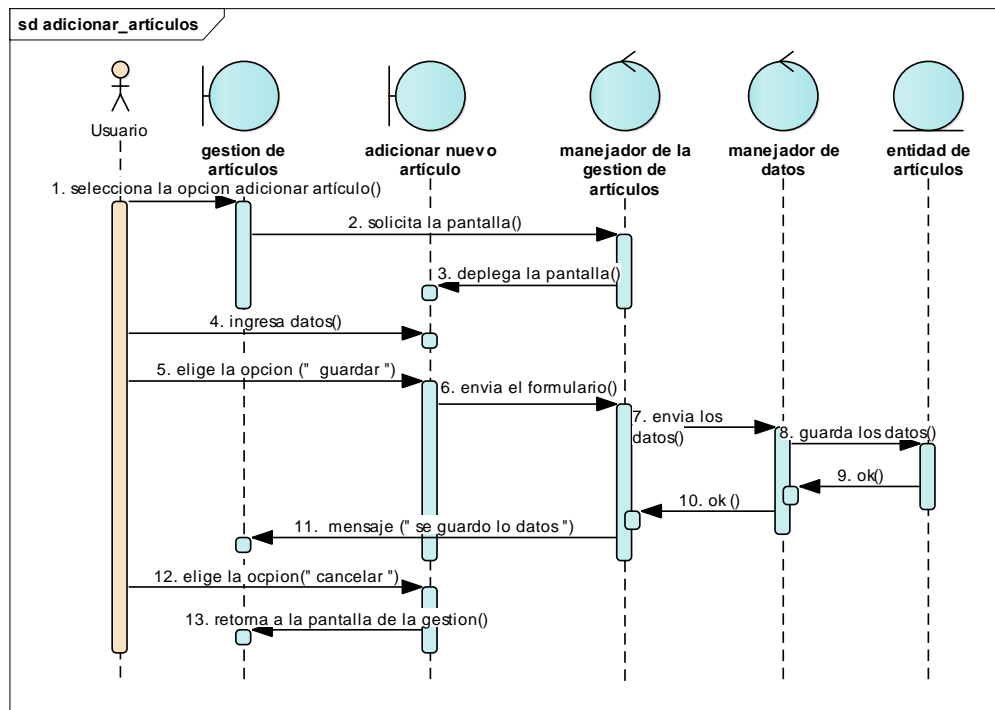 sd adicionar_artículos
Usuario
gestion de
artículos
adicionar nuevo
artículo
manejador de la
gestion de
artículos
manejador de
datos
entidad de
artículos
1. selecciona la opcion adicionar artículo()
2. solicita la pantalla()
3. deplega la pantalla()
4. ingresa datos()
5. elige la opcion (" guardar ")
6. envia el formulario()
7. envia los
datos()
8. guarda los datos()
9. ok()
10. ok ()
11. mensaje (" se guardo lo datos ")
12. elige la ocpion(" cancelar ")
13. retorna a la pantalla de la gestion()